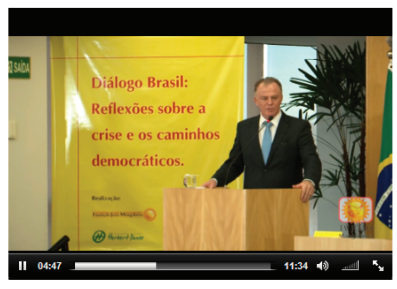 SAÍDA
Diálogo Brasil:
Reflexões sobre a
crise e os caminhos
democráticos.
Realização:
04:47
11:34